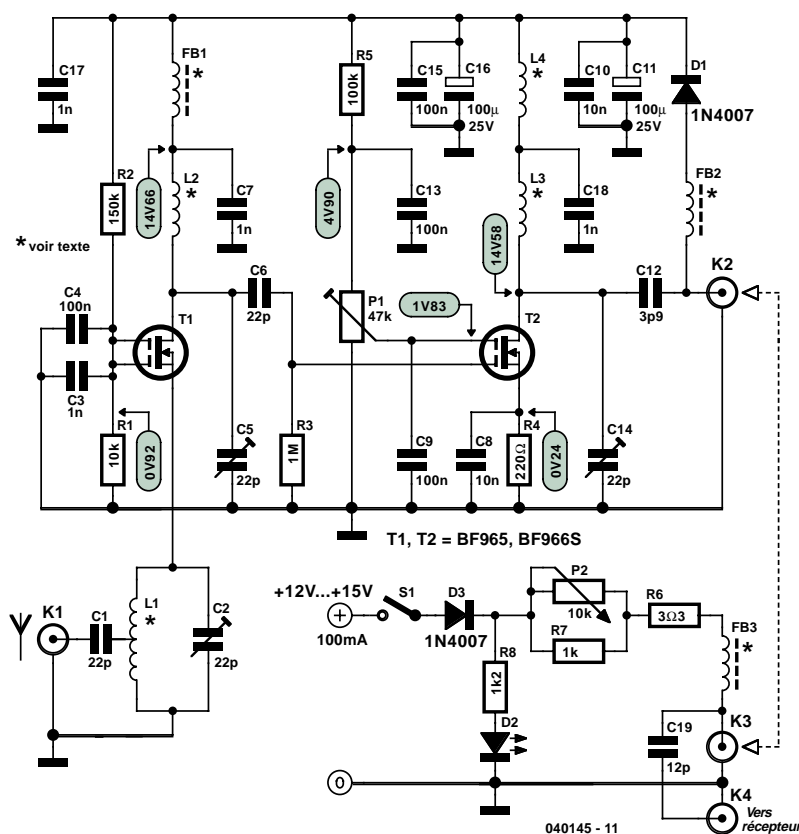 FB1
*
C17
1n
R5
100k
C15
100n
C16
100µ
25V
L4
*
C10
10n
C11
100µ
25V
D1
1N4007
R2
150k
14V66
L2
*
C7
1n
4V90
C13
100n
L3
*
14V58
C18
1n
FB2
*
* voir texte
C4
100n
C6
22p
T1
P1
47k
1V83
T2
C12
3p9
K2
C3
1n
R1
10k
0V92
C5
22p
R3
1M
C9
100n
C8
10n
R4
220Ω
0V24
C14
22p
T1, T2 = BF965, BF966S
K1
C1
22p
L1
*
C2
22p
+12V...+15V
+
100mA
S1
D3
1N4007
P2
10k
R7
1k
R6
3Ω3
FB3
*
R8
1k2
D2
C19
12p
K3
0
K4
Vers
récepteur
040145 - 11